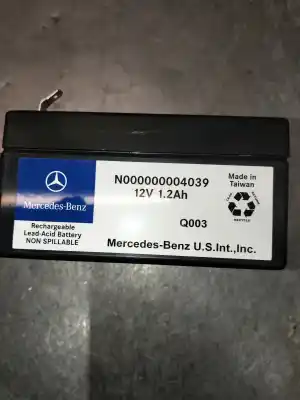 N000000004039
12V 1.2Ah
Made in
Taiwan
Mercedes-Benz
Q003
Rechargeable
Lead-Acid Battery
NON SPILLABLE
Mercedes-Benz U.S.Int.,Inc.